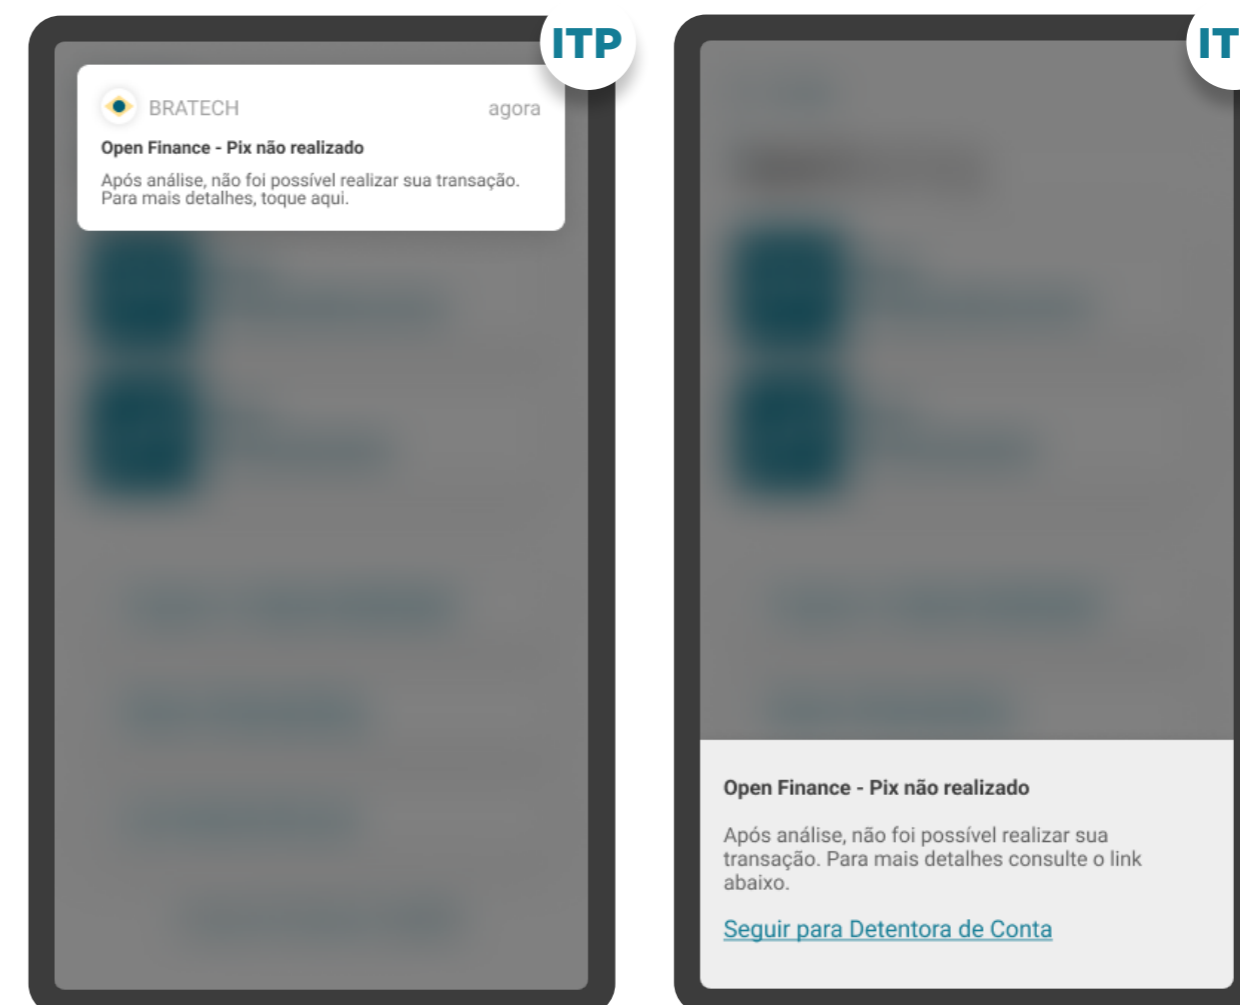 ITP
BRATECH
agora
Open Finance - Pix não realizado
Após análise, não foi possível realizar sua transação.
Para mais detalhes, toque aqui.
IT
Open Finance - Pix não realizado
Após análise, não foi possível realizar sua
transação. Para mais detalhes consulte o link
abaixo.
Seguir para Detentora de Conta